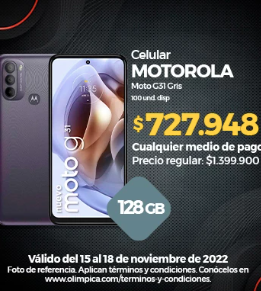 Celular
MOTOROLA
Moto G31 Gris
100 und. disp
$727.948
Cualquier medio de pago
Precio regular: $1.399.900
nuevo
moto g31
128 GB
Válido del 15 al 18 de noviembre de 2022
Foto de referencia. Aplican términos y condiciones. Conócelos en
www.olimpica.com/terminos-y-condiciones.